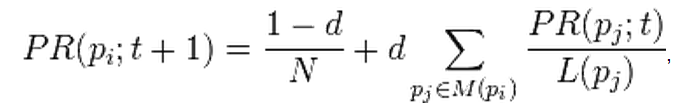 PR(p_i; t + 1) = \frac{1 - d}{N} + d \sum_{p_j \in M(p_i)} \frac{PR(p_j; t)}{L(p_j)},